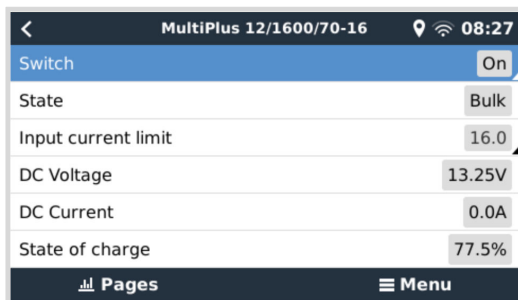 MultiPlus 12/1600/70-16 08:27
Switch On
State Bulk
Input current limit 16.0
DC Voltage 13.25V
DC Current 0.0A
State of charge 77.5%
Pages Menu